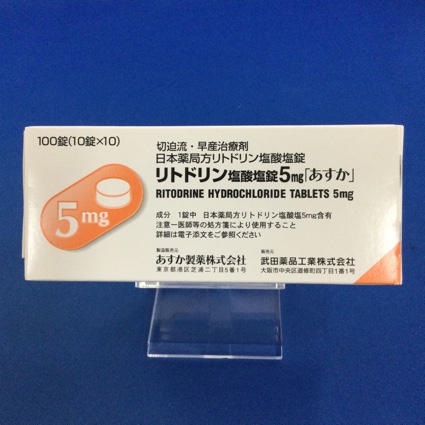 100錠(10錠×10)
切迫流・早産治療剤
日本薬局方リトドリン塩酸塩錠
リトドリン塩酸塩錠5mg「あすか」
RITODRINE HYDROCHLORIDE TABLETS 5mg
5mg
成分 1錠中 日本薬局方リトドリン塩酸塩5mg含有
注意－医師等の処方箋により使用すること
詳細は電子添文をご参照ください
製造販売元
あすか製薬株式会社
東京都港区芝浦二丁目5番1号
販売元
武田薬品工業株式会社
大阪市中央区道修町四丁目1番1号